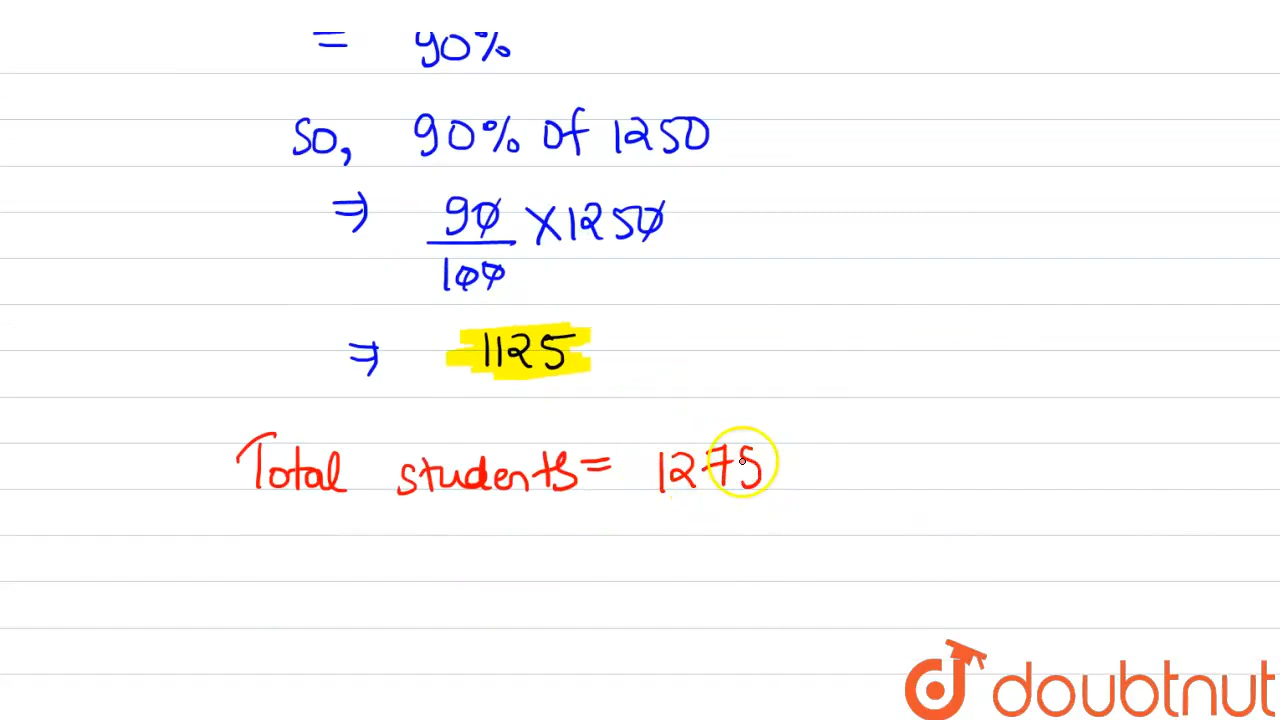 = 90%
so, 90% of 1250
⇒ 90/100 × 1250
⇒ 1125
Total students = 1275
doubtnut